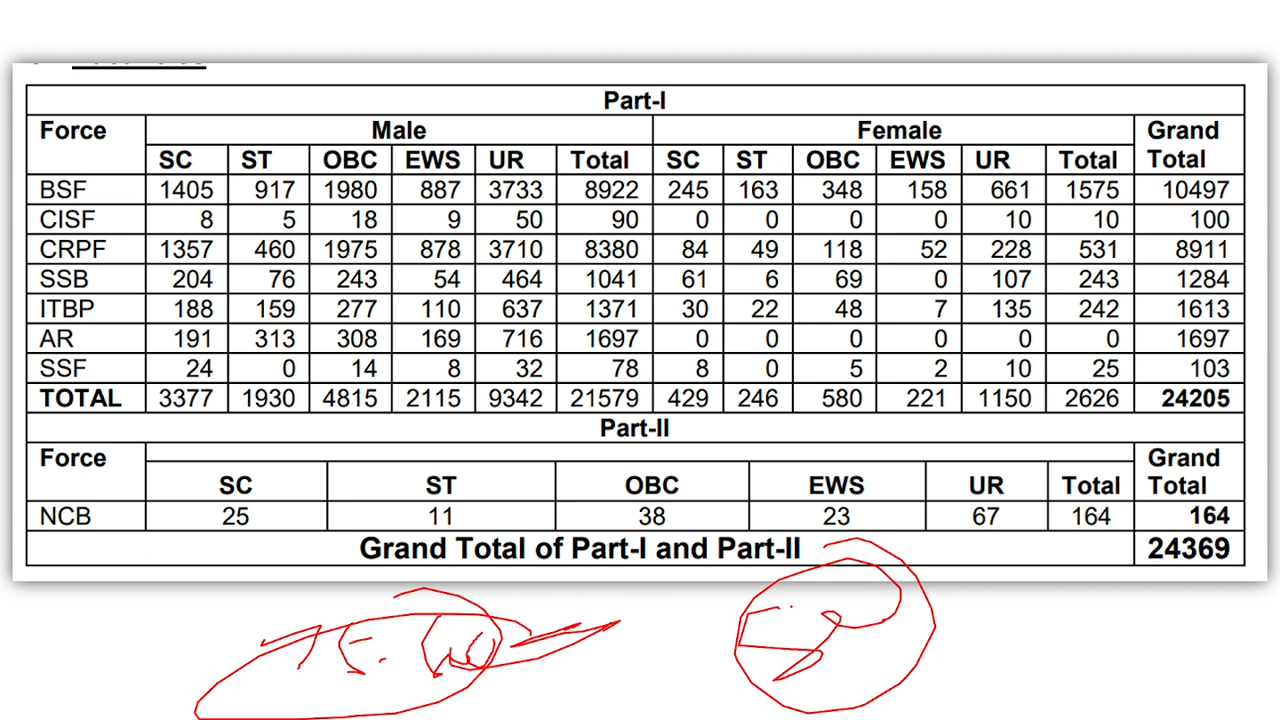 Part-I
Force Male Female Grand Total
SC ST OBC EWS UR Total SC ST OBC EWS UR Total
BSF 1405 917 1980 887 3733 8922 245 163 348 158 661 1575 10497
CISF 8 5 18 9 50 90 0 0 0 0 10 10 100
CRPF 1357 460 1975 878 3710 8380 84 49 118 52 228 531 8911
SSB 204 76 243 54 464 1041 61 6 69 0 107 243 1284
ITBP 188 159 277 110 637 1371 30 22 48 7 135 242 1613
AR 191 313 308 169 716 1697 0 0 0 0 0 0 1697
SSF 24 0 14 8 32 78 8 0 5 2 10 25 103
TOTAL 3377 1930 4815 2115 9342 21579 429 246 580 221 1150 2626 24205
Part-II
Force Grand Total
SC ST OBC EWS UR Total
NCB 25 11 38 23 67 164 164
Grand Total of Part-I and Part-II 24369